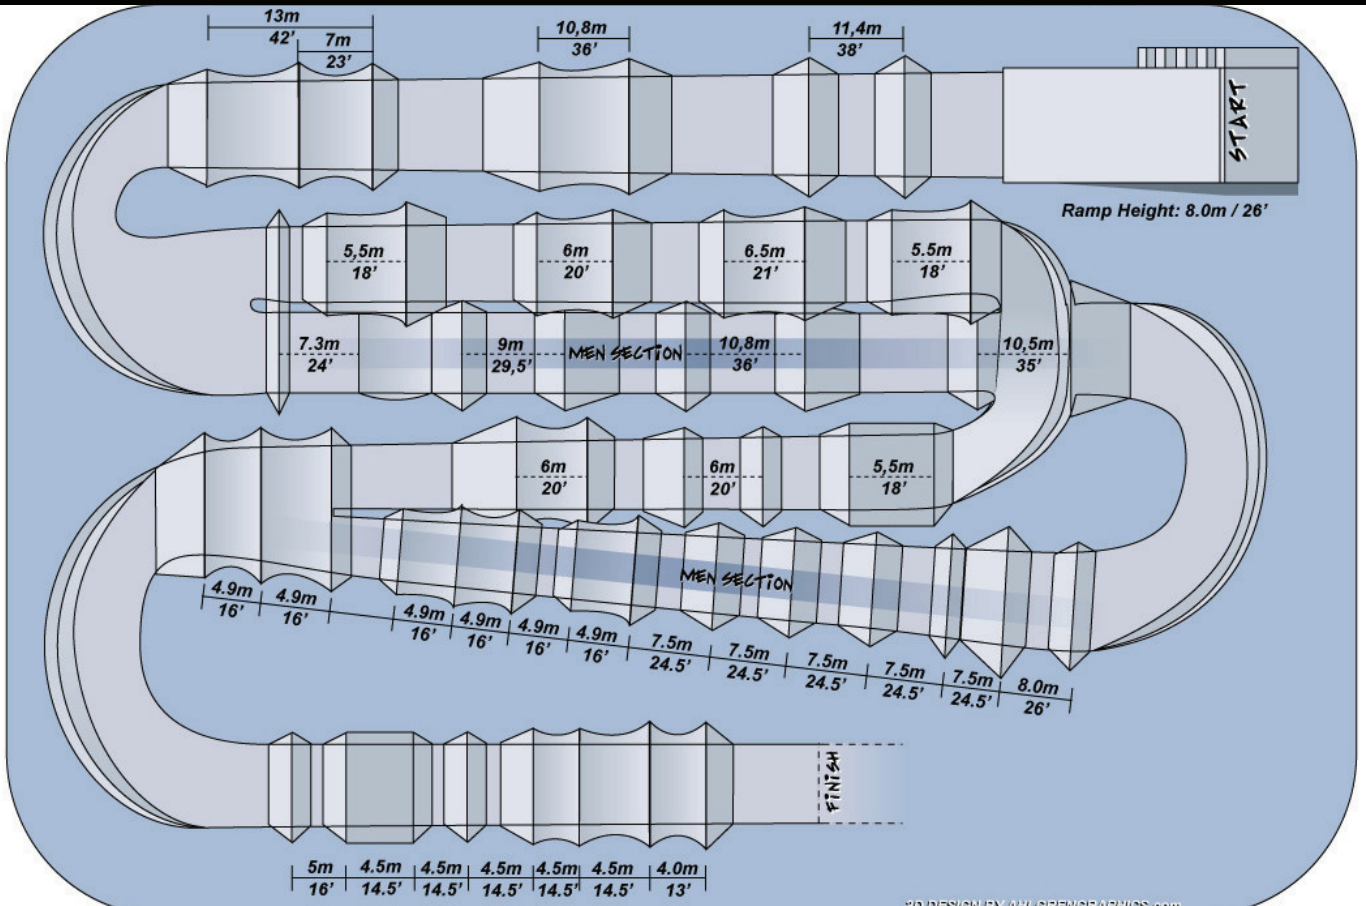 13m
42'
7m
23'
10,8m
36'
11,4m
38'
START
Ramp Height: 8.0m / 26'
5,5m
18'
6m
20'
6.5m
21'
5.5m
18'
7.3m
24'
9m
29,5'
MEN SECTION
10,8m
36'
10,5m
35'
6m
20'
6m
20'
5,5m
18'
MEN SECTION
4.9m
16'
4.9m
16'
4.9m
16'
4.9m
16'
4.9m
16'
4.9m
16'
7.5m
24.5'
7.5m
24.5'
7.5m
24.5'
7.5m
24.5'
7.5m
24.5'
8.0m
26'
FINISH
5m
16'
4.5m
14.5'
4.5m
14.5'
4.5m
14.5'
4.5m
14.5'
4.5m
14.5'
4.0m
13'
3D DESIGN BY AHLGRENGRAPHICS.com